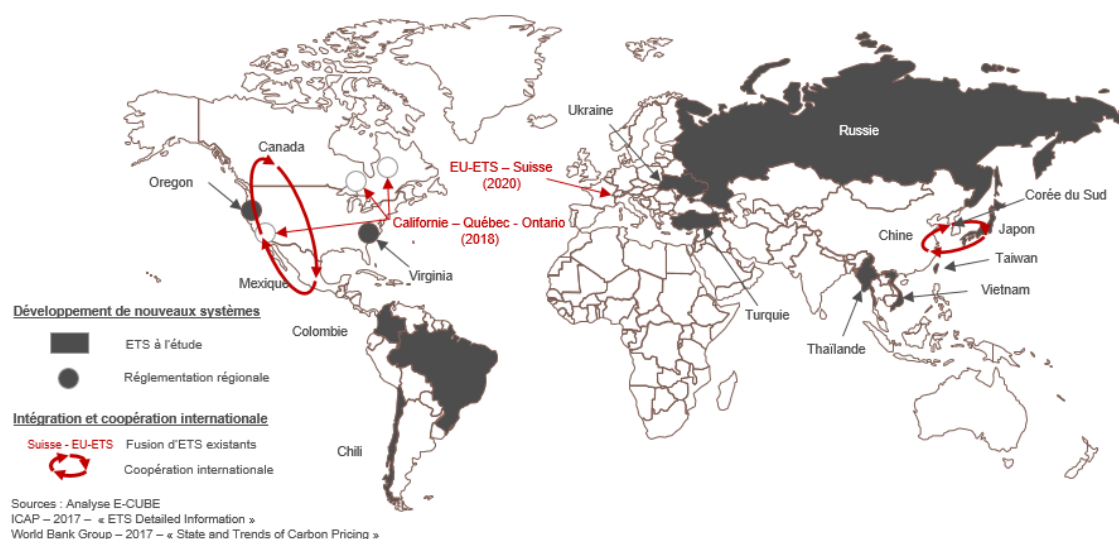 Ukraine
Russie
Canada
EU-ETS – Suisse
(2020)
Oregon
Corée du Sud
Californie – Québec - Ontario
(2018)
Chine
Japon
Taiwan
Virginia
Mexique
Vietnam
Développement de nouveaux systèmes
Turquie
Colombie
ETS à l'étude
Thaïlande
Réglementation régionale
Intégration et coopération internationale
Suisse - EU-ETS
Fusion d'ETS existants
Chili
Coopération internationale
Sources : Analyse E-CUBE
ICAP – 2017 – « ETS Detailed Information »
World Bank Group – 2017 – « State and Trends of Carbon Pricing »